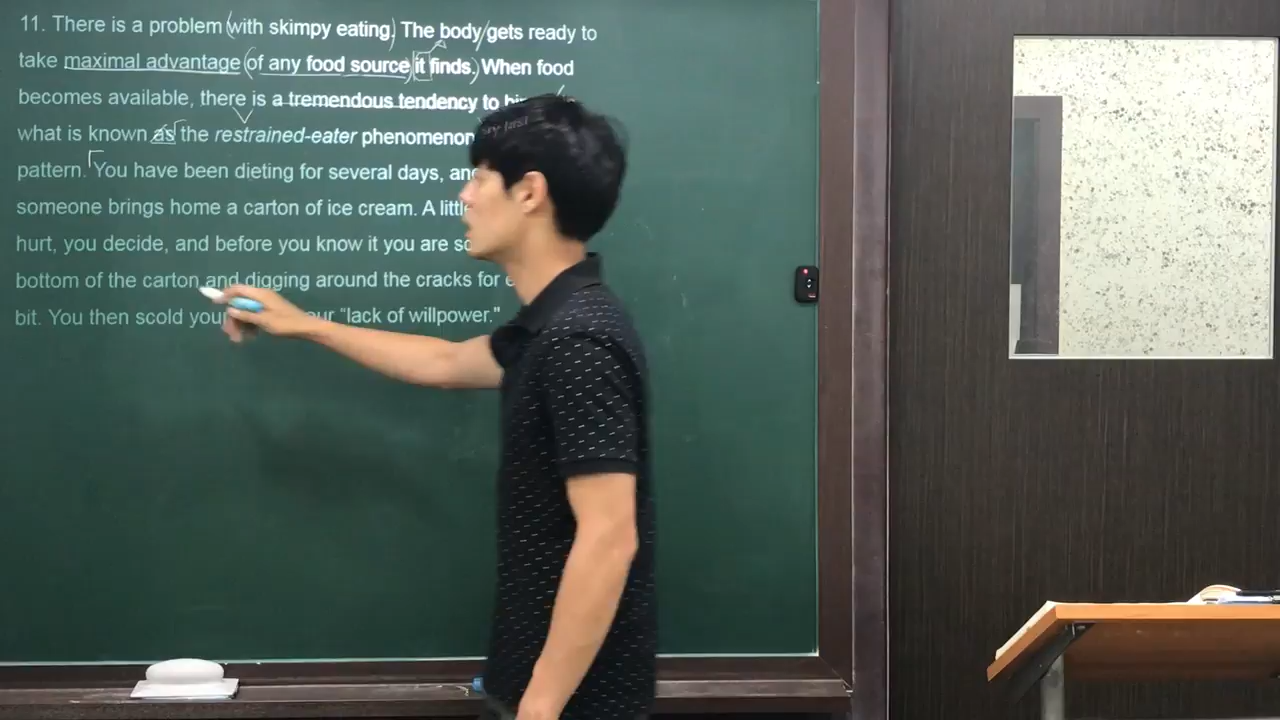 11. There is a problem with skimpy eating. The body gets ready to
take maximal advantage of any food source it finds. When food
becomes available, there is a tremendous tendency to
what is known as the restrained-eater phenomenon
pattern. You have been dieting for several days,
someone brings home a carton of ice cream. A
hurt, you decide, and before you know it you are
bottom of the carton and digging around the cracks for
bit. You then scold "lack of willpower."